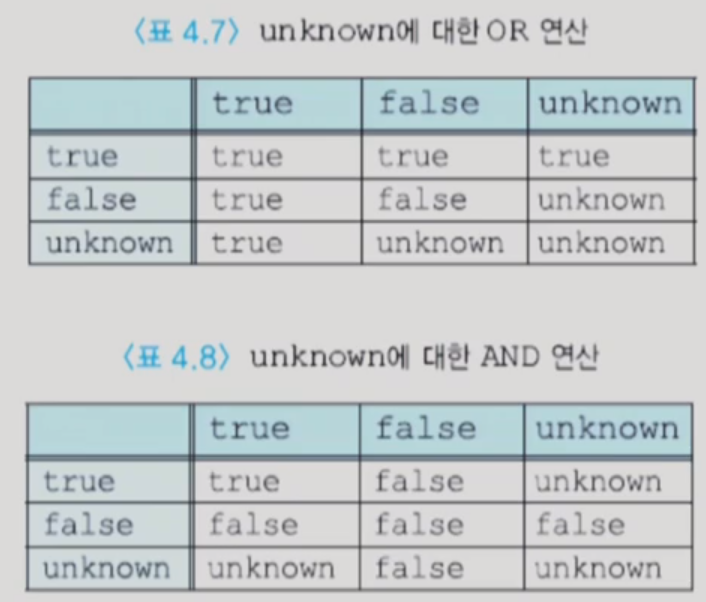 〈표 4.7〉 unknown에 대한 OR 연산
true false unknown
true true true true
false true false unknown
unknown true unknown unknown
〈표 4.8〉 unknown에 대한 AND 연산
true false unknown
true true false unknown
false false false false
unknown unknown false unknown